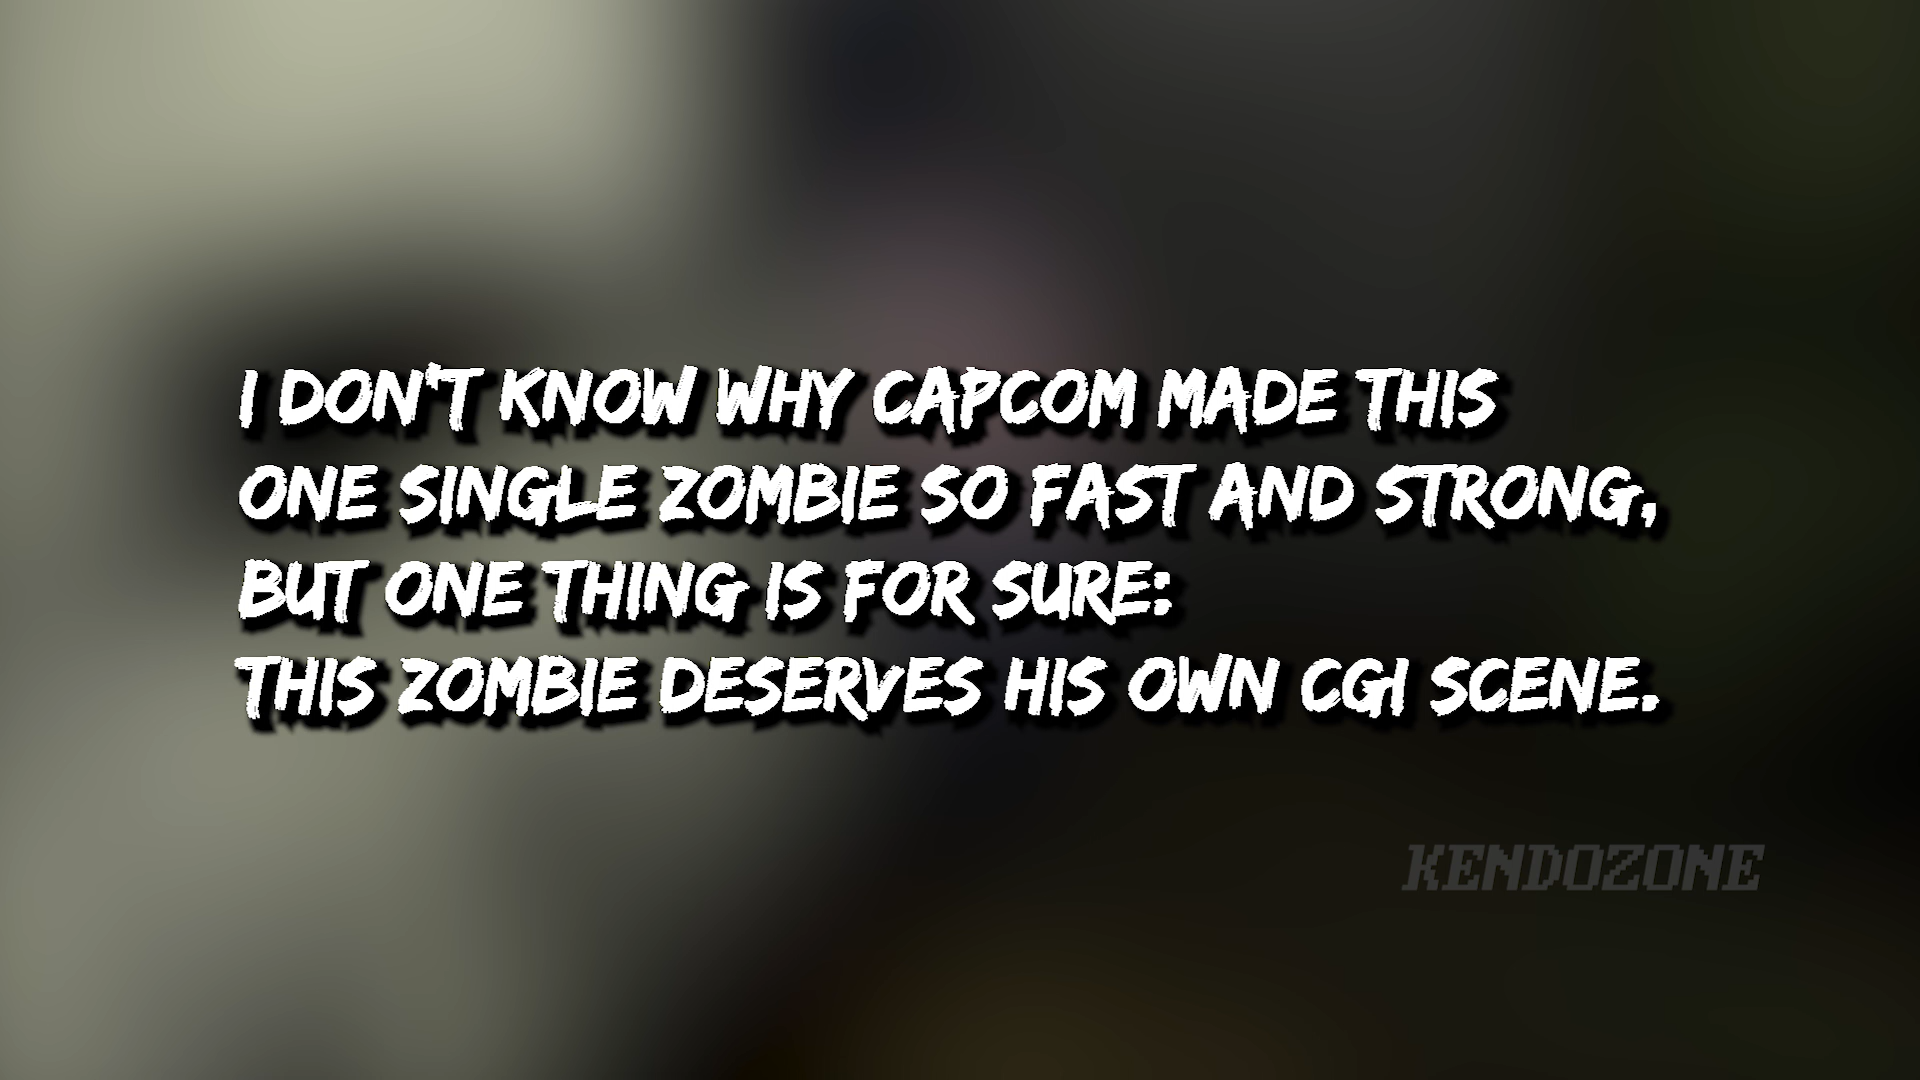 I DON'T KNOW WHY CAPCOM MADE THIS
ONE SINGLE ZOMBIE SO FAST AND STRONG,
BUT ONE THING IS FOR SURE:
THIS ZOMBIE DESERVES HIS OWN CGI SCENE.
KENDOZONE